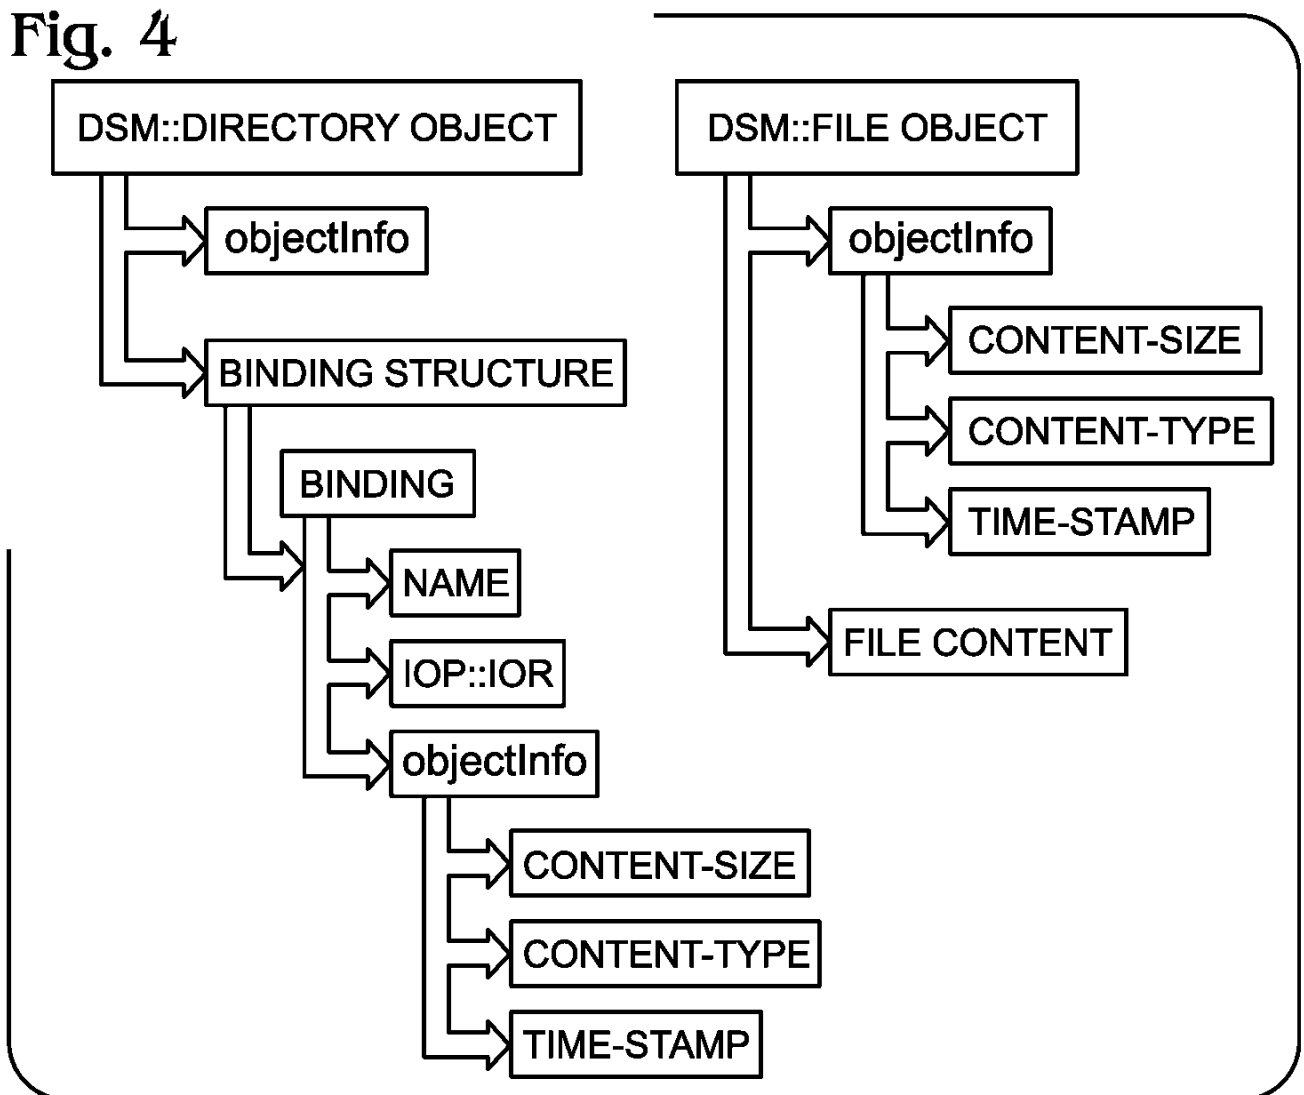 Fig. 4
DSM::DIRECTORY OBJECT
objectInfo
BINDING STRUCTURE
BINDING
NAME
IOP::IOR
objectInfo
CONTENT-SIZE
CONTENT-TYPE
TIME-STAMP
DSM::FILE OBJECT
objectInfo
CONTENT-SIZE
CONTENT-TYPE
TIME-STAMP
FILE CONTENT